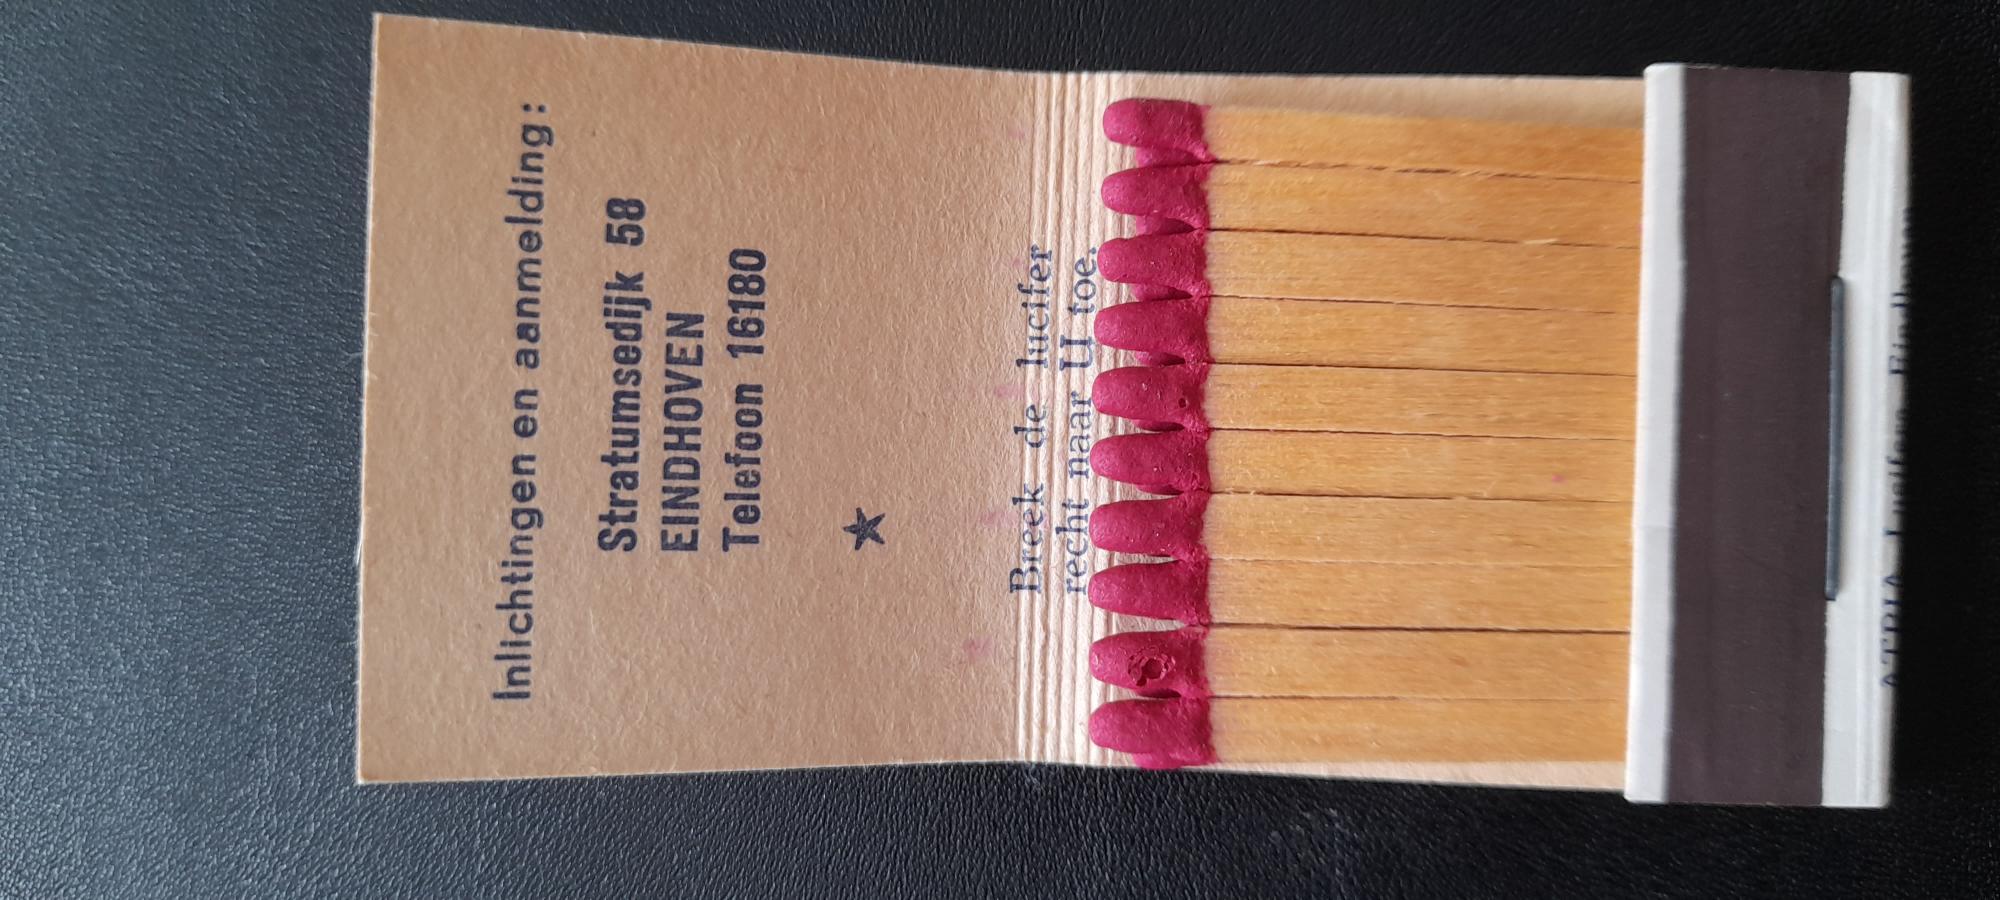 Inlichtingen en aanmelding:
Stratumsedijk 58
EINDHOVEN
Telefoon 16180
Breek de lucifer
recht naar U toe.